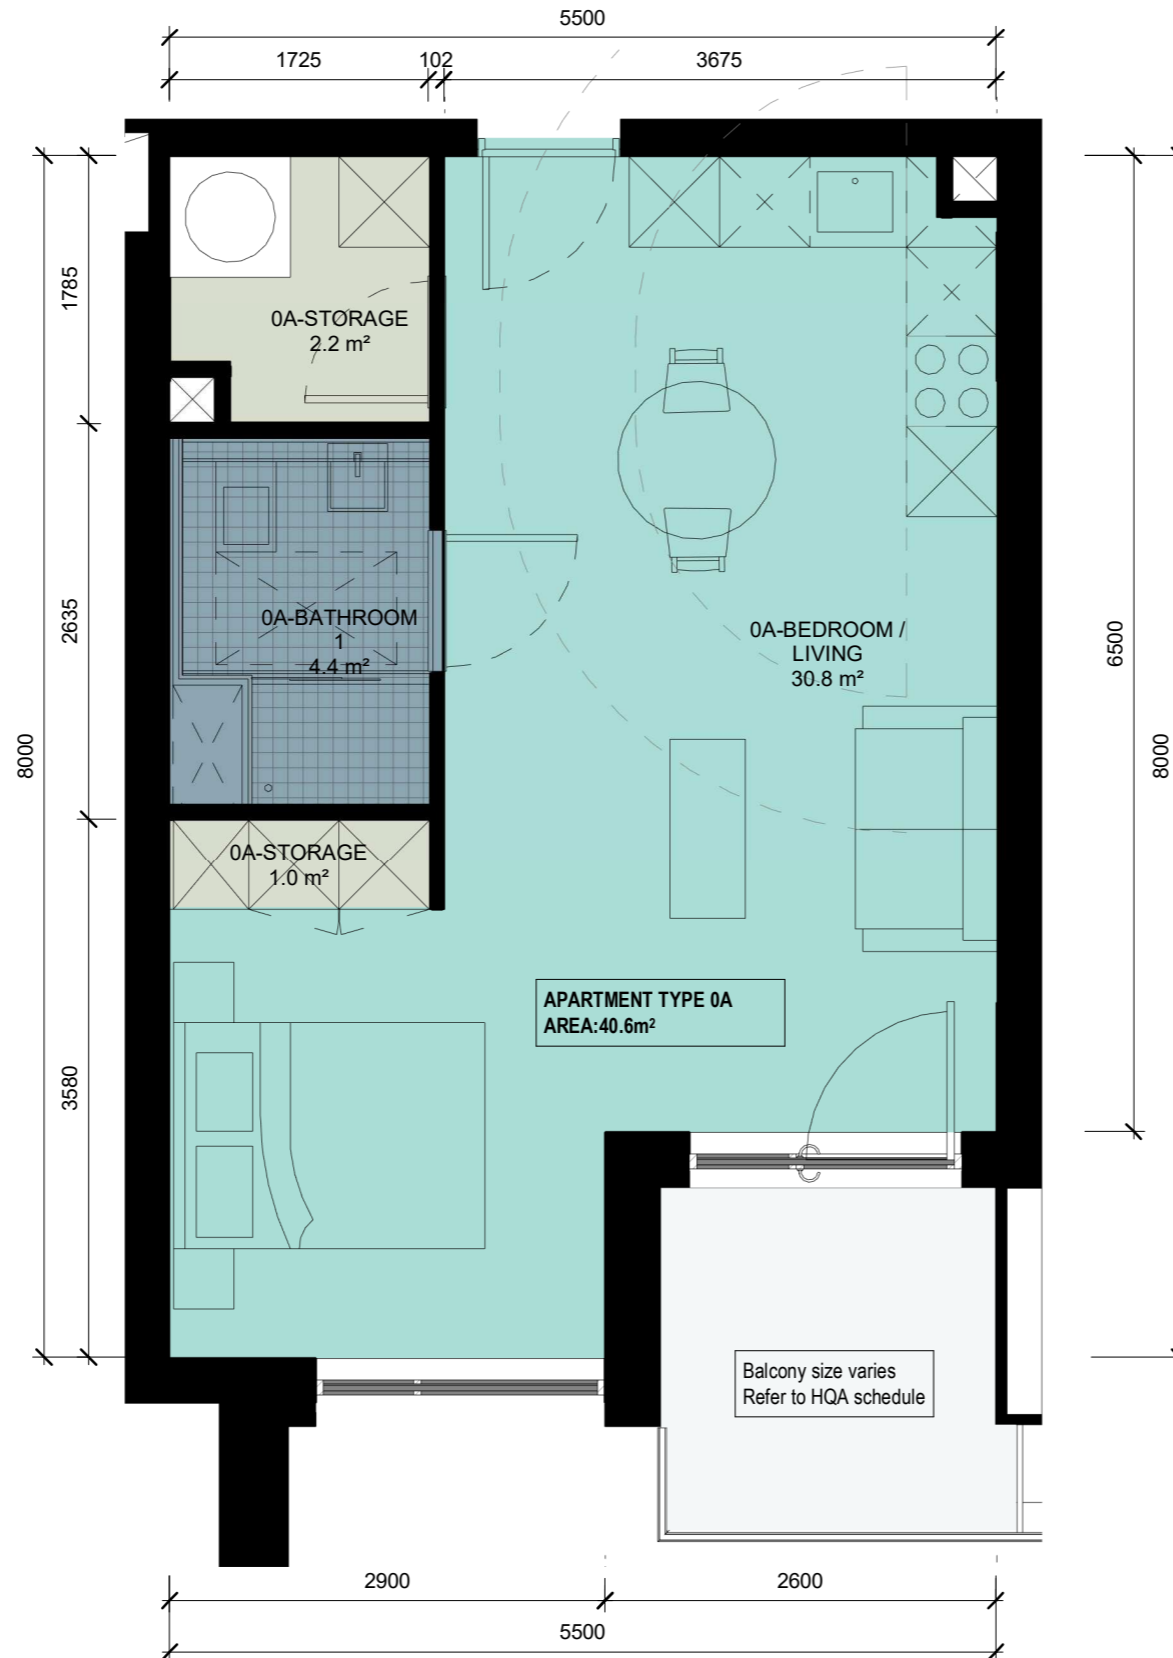 5500
1725
102
3675
1785
0A-STORAGE
2.2 m²
2635
0A-BATHROOM
1
4.4 m²
0A-BEDROOM /
LIVING
30.8 m²
6500
8000
8000
0A-STORAGE
1.0 m²
APARTMENT TYPE 0A
AREA:40.6m²
3580
Balcony size varies
Refer to HQA schedule
2900
2600
5500